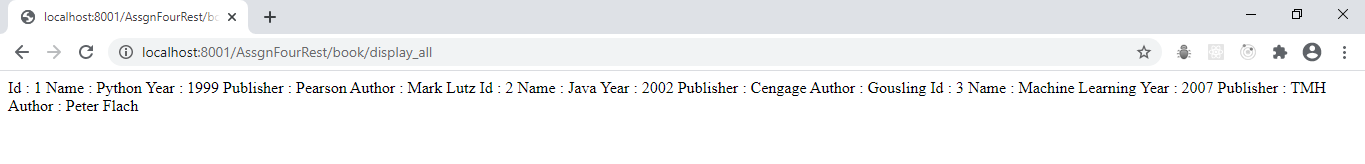 localhost:8001/AssgnFourRest/bo
localhost:8001/AssgnFourRest/book/display_all
Id : 1 Name : Python Year : 1999 Publisher : Pearson Author : Mark Lutz Id : 2 Name : Java Year : 2002 Publisher : Cengage Author : Gousling Id : 3 Name : Machine Learning Year : 2007 Publisher : TMH
Author : Peter Flach